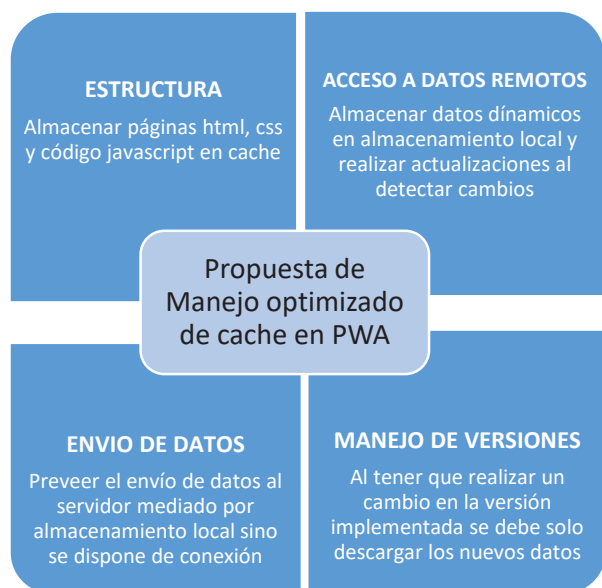 ESTRUCTURA
Almacenar páginas html, css
y código javascript en cache
ACCESO A DATOS REMOTOS
Almacenar datos dínamicos
en almacenamiento local y
realizar actualizaciones al
detectar cambios
Propuesta de
Manejo optimizado
de cache en PWA
ENVIO DE DATOS
Preveer el envío de datos al
servidor mediado por
almacenamiento local sino
se dispone de conexión
MANEJO DE VERSIONES
Al tener que realizar un
cambio en la versión
implementada se debe solo
descargar los nuevos datos